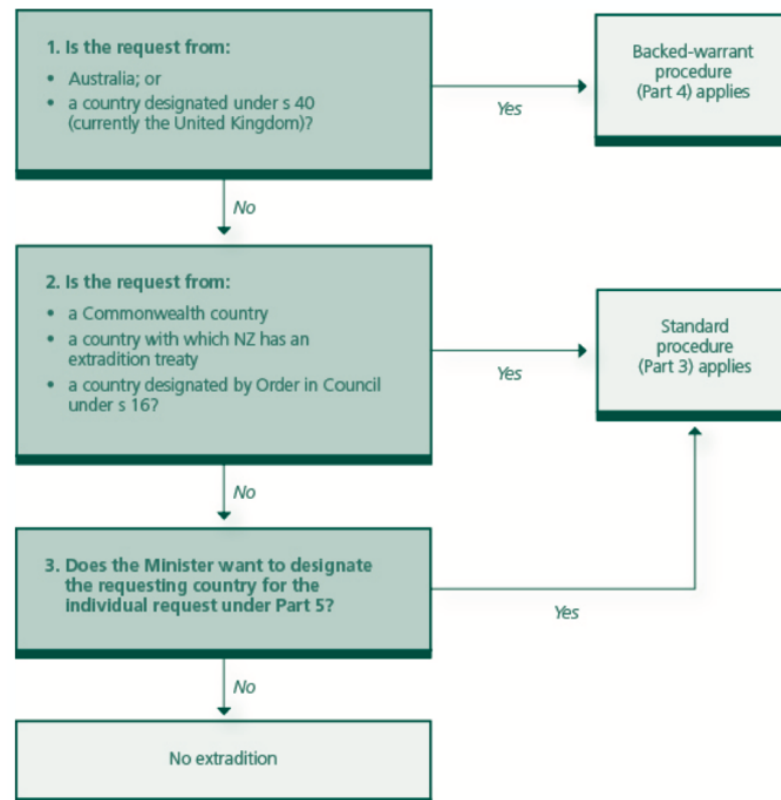 1. Is the request from:
• Australia; or
• a country designated under s 40
(currently the United Kingdom)?
Yes
Backed-warrant
procedure
(Part 4) applies
No
2. Is the request from:
• a Commonwealth country
• a country with which NZ has an
extradition treaty
• a country designated by Order in Council
under s 16?
Yes
Standard
procedure
(Part 3) applies
No
3. Does the Minister want to designate
the requesting country for the
individual request under Part 5?
Yes
No
No extradition